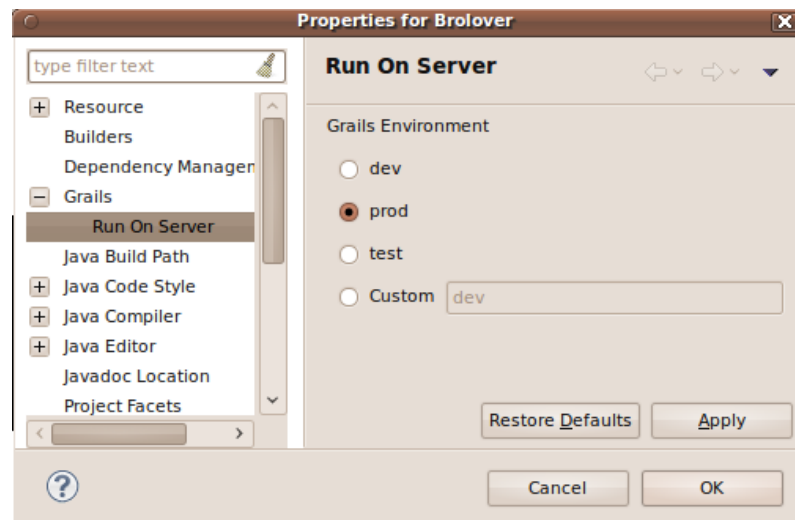 Properties for Brolover
type filter text
Resource
Builders
Dependency Managen
Grails
Run On Server
Java Build Path
Java Code Style
Java Compiler
Java Editor
Javadoc Location
Project Facets
Run On Server
Grails Environment
dev
prod
test
Custom dev
Restore Defaults Apply
? Cancel OK